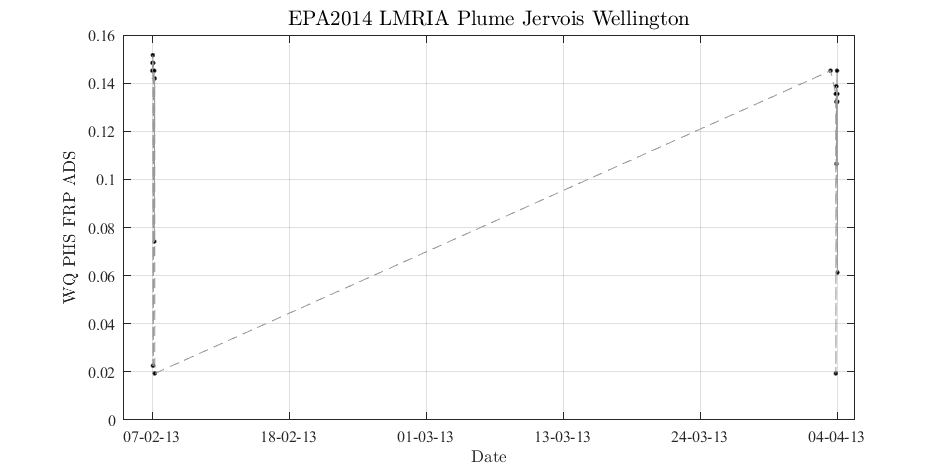 EPA2014 LMRIA Plume Jervois Wellington
WQ PHS FRP ADS
0.16
0.14
0.12
0.1
0.08
0.06
0.04
0.02
0
07-02-13 18-02-13 01-03-13 13-03-13 24-03-13 04-04-13
Date